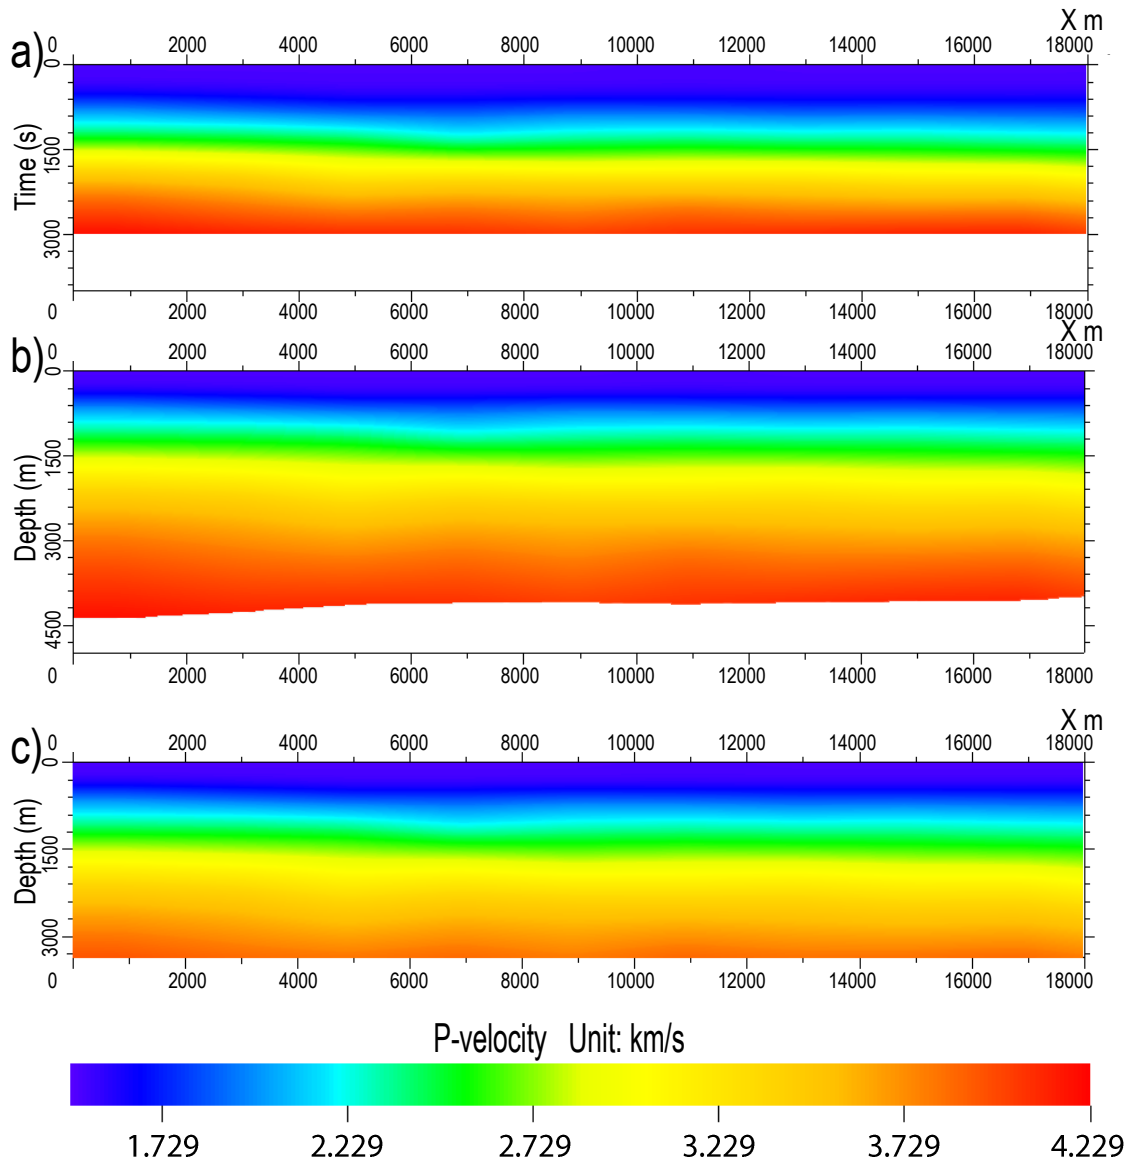 X m
a) 0 2000 4000 6000 8000 10000 12000 14000 16000 18000
0
1500
3000
Time (s)
0 2000 4000 6000 8000 10000 12000 14000 16000 18000
X m
b) 0 2000 4000 6000 8000 10000 12000 14000 16000 18000
0
1500
3000
4500
Depth (m)
0 2000 4000 6000 8000 10000 12000 14000 16000 18000
X m
c) 0 2000 4000 6000 8000 10000 12000 14000 16000 18000
0
1500
3000
Depth (m)
0 2000 4000 6000 8000 10000 12000 14000 16000 18000
P-velocity Unit: km/s
1.729 2.229 2.729 3.229 3.729 4.229